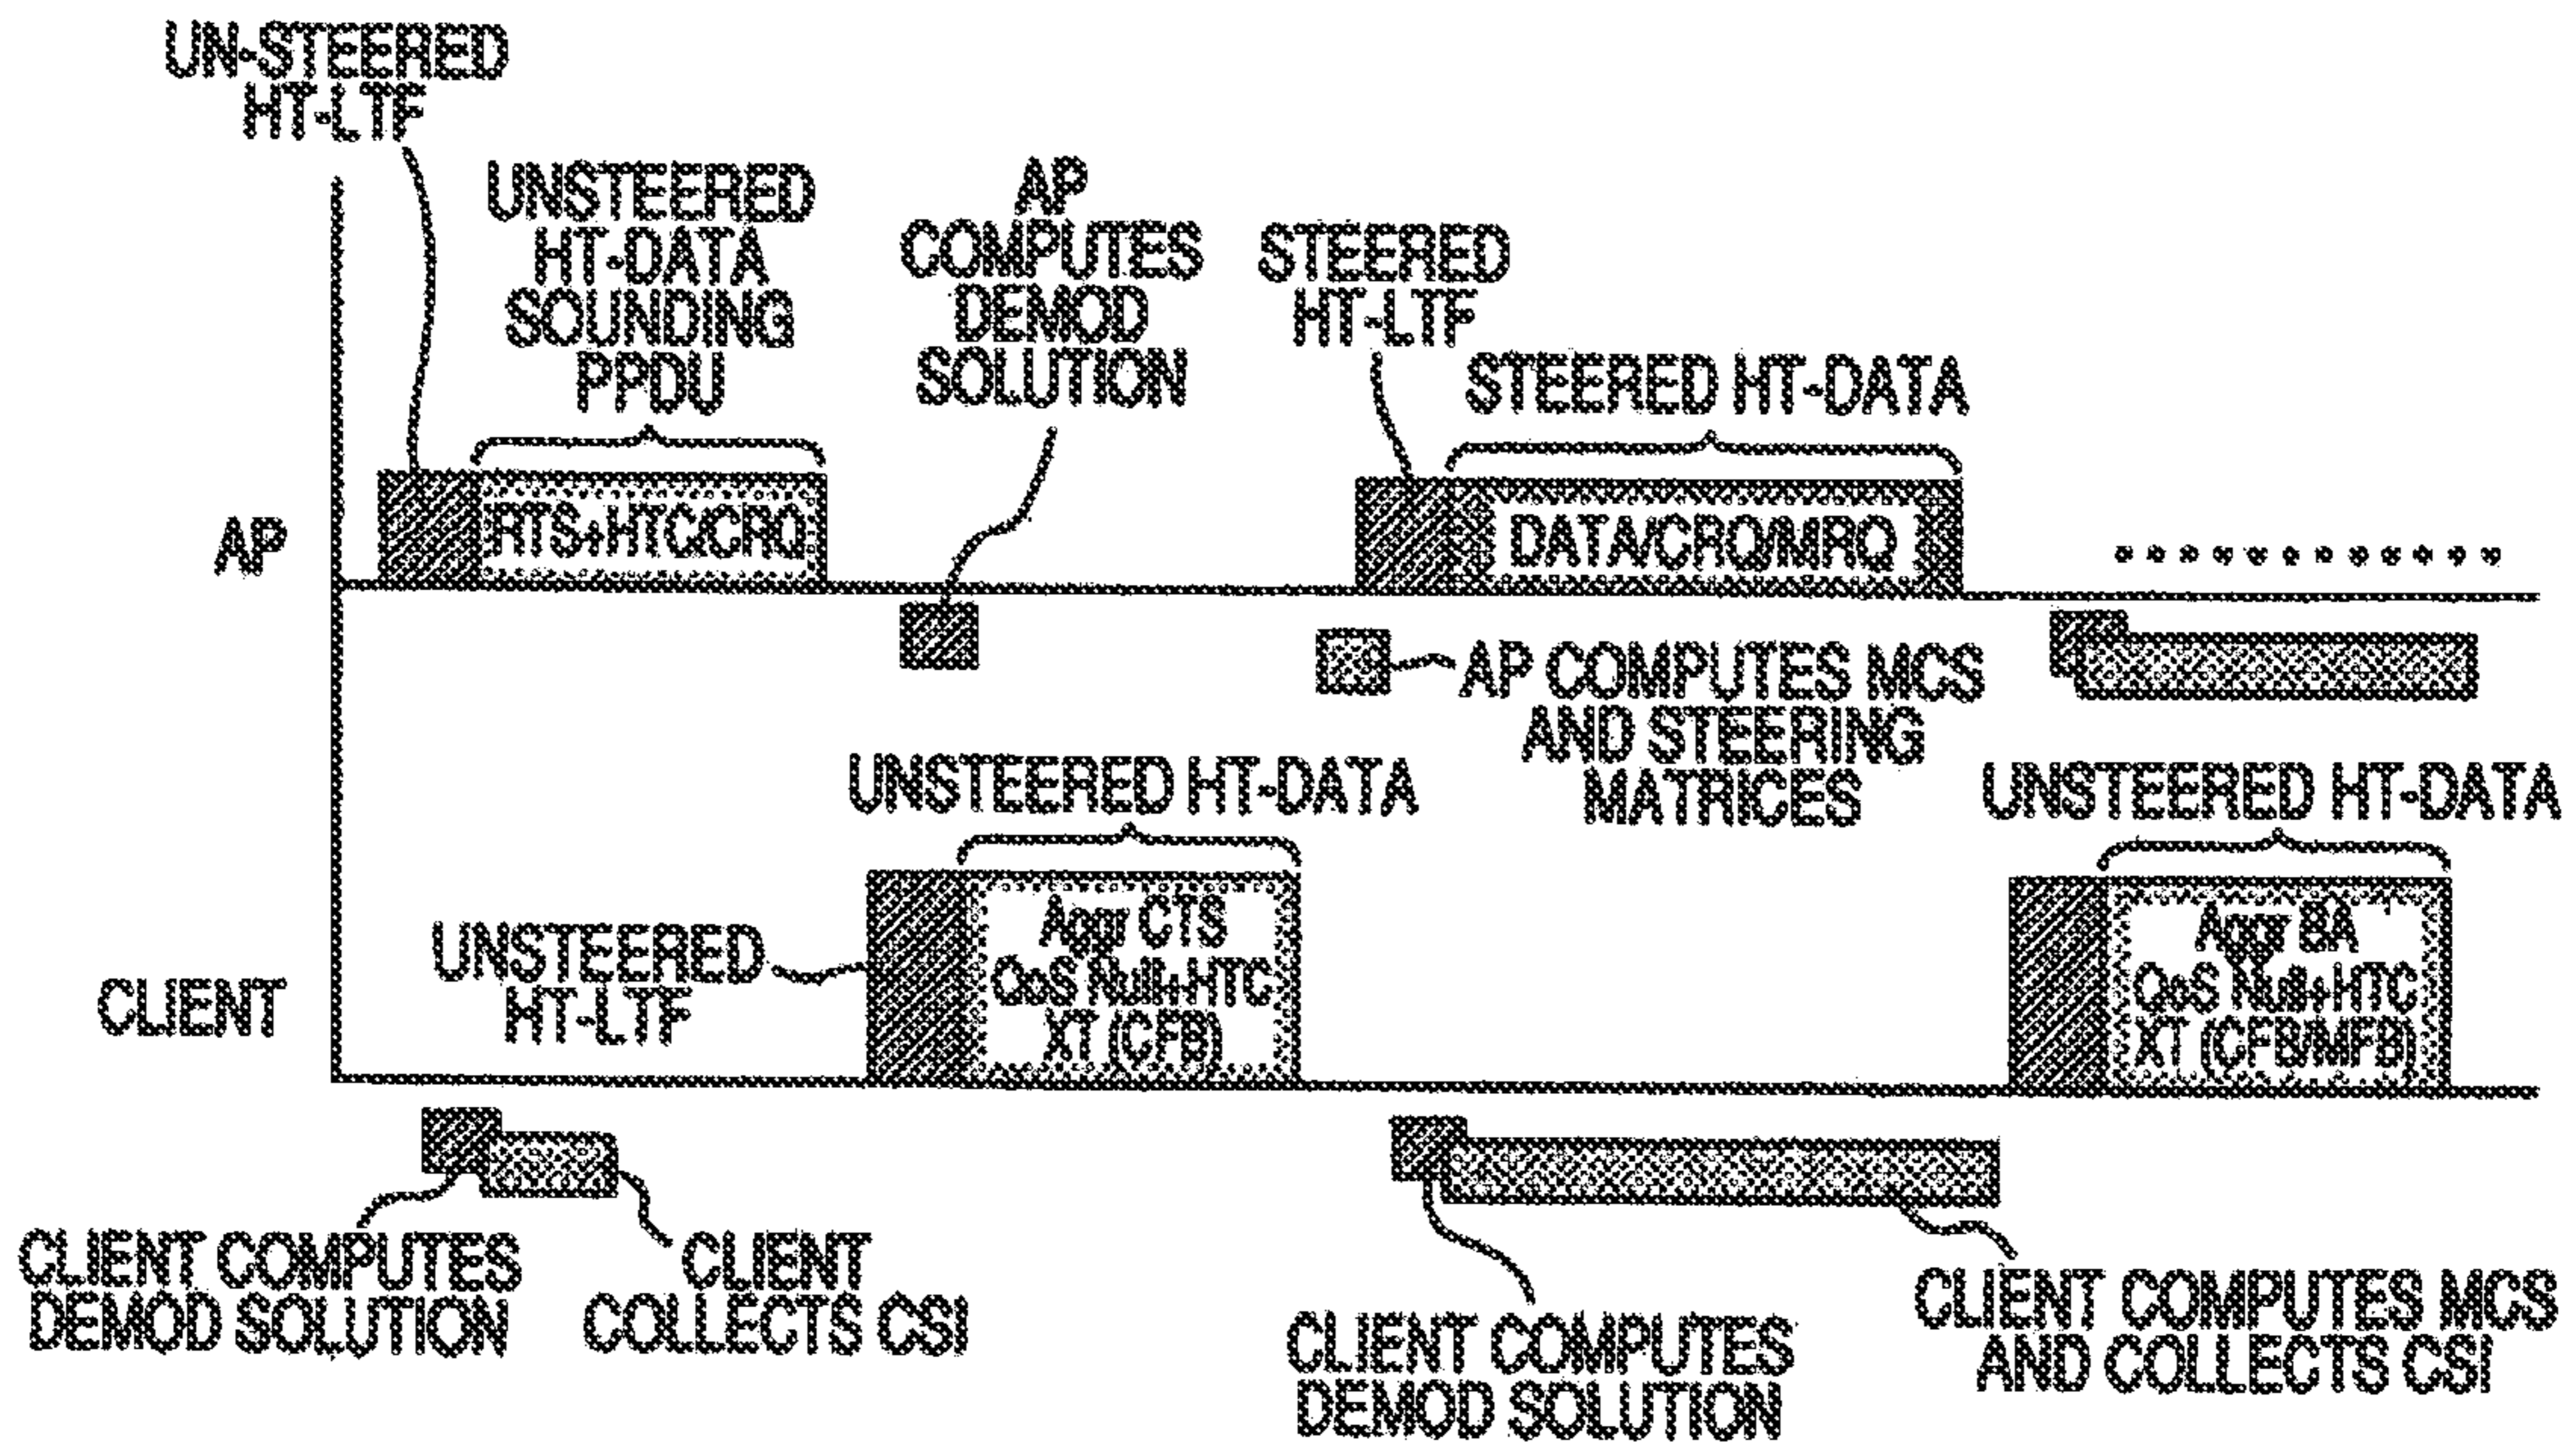 UN-STEERED
HT-LTF
UNSTEERED
HT-DATA
SOUNDING
PPDU
AP
COMPUTES
DEMOD
SOLUTION
STEERED
HT-LTF
STEERED HT-DATA
AP
RTS+HTC/CRQ
DATA/CRQ/MRQ
AP COMPUTES MCS
AND STEERING
MATRICES
UNSTEERED HT-DATA
UNSTEERED HT-DATA
CLIENT
UNSTEERED
HT-LTF
Aggr CTS
QoS Null+HTC
XT (CFB)
Aggr BA
QoS Null+HTC
XT (CFB/MFB)
CLIENT COMPUTES
DEMOD SOLUTION
CLIENT
COLLECTS CSI
CLIENT COMPUTES
DEMOD SOLUTION
CLIENT COMPUTES MCS
AND COLLECTS CSI